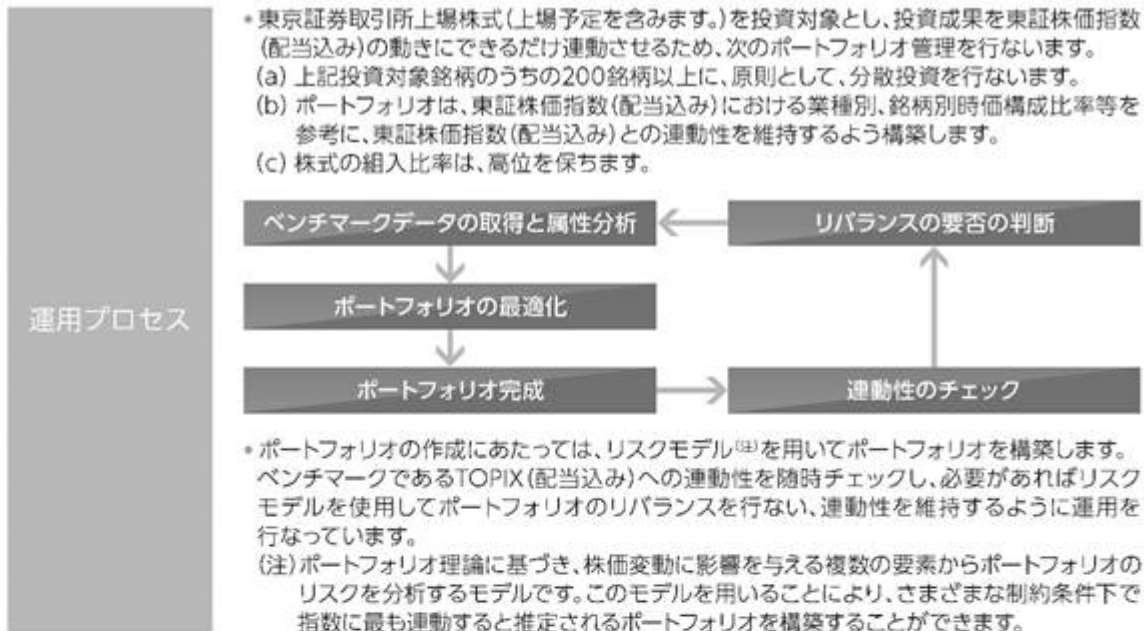 運用プロセス
• 東京証券取引所上場株式(上場予定を含みます。)を投資対象とし、投資成果を東証株価指数
(配当込み)の動きにできるだけ連動させるため、次のポートフォリオ管理を行ないます。
(a) 上記投資対象銘柄のうちの200銘柄以上に、原則として、分散投資を行ないます。
(b) ポートフォリオは、東証株価指数(配当込み)における業種別、銘柄別時価構成比率等を
参考に、東証株価指数(配当込み)との連動性を維持するよう構築します。
(c) 株式の組入比率は、高位を保ちます。
ベンチマークデータの取得と属性分析
リバランスの要否の判断
ポートフォリオの最適化
ポートフォリオ完成
連動性のチェック
• ポートフォリオの作成にあたっては、リスクモデル(注)を用いてポートフォリオを構築します。
ベンチマークであるTOPIX(配当込み)への連動性を随時チェックし、必要があればリスク
モデルを使用してポートフォリオのリバランスを行ない、連動性を維持するように運用を
行なっています。
(注)ポートフォリオ理論に基づき、株価変動に影響を与える複数の要素からポートフォリオの
リスクを分析するモデルです。このモデルを用いることにより、さまざまな制約条件下で
指数に最も連動すると推定されるポートフォリオを構築することができます。